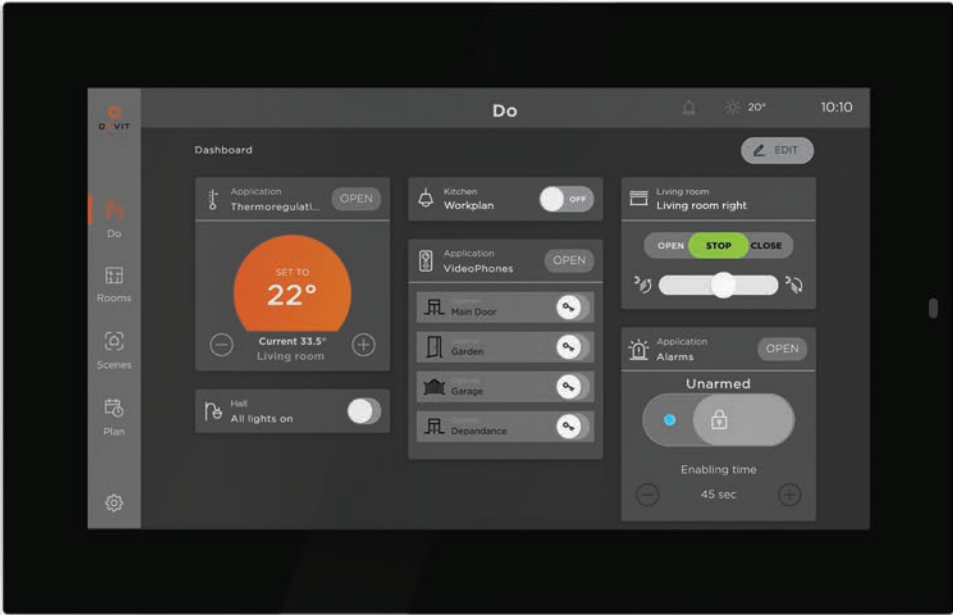 Do
20°
10:10
Dashboard
EDIT
Do
Rooms
Scenes
Plan
Application
Thermoregulati...
OPEN
SET TO
22°
Current 33.5°
Living room
Hall
All lights on
Kitchen
Workplan
OFF
Application
VideoPhones
OPEN
Main Door
Garden
Garage
Depandance
Living room
Living room right
OPEN
STOP
CLOSE
Application
Alarms
OPEN
Unarmed
Enabling time
45 sec